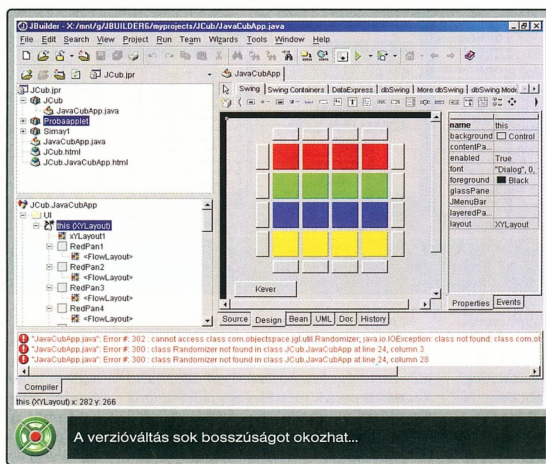 JBuilder - X:/mnt/g/JBUILDER6/myprojects/JCub/JavaCubApp.java
File Edit Search View Project Run Team Wizards Tools Window Help
JCub.jpr
JavaCubApp
JCub.jpr
JCub
JavaCubApp.java
Probaapplet
Simay1
JavaCubApp.java
JCub.html
JCub.JavaCubApp.html
Swing Swing Containers DataExpress dbSwing More dbSwing dbSwing
name this
background Control
contentPa...
enabled True
font "Dialog", 0,
foreground Black
glassPane
JMenuBar
layeredPa...
layout XYLayout
JCub.JavaCubApp
UI
this (XYLayout)
xYLayout1
RedPan1
<FlowLayout>
RedPan2
<FlowLayout>
RedPan3
<FlowLayout>
RedPan4
<FlowLayout>
Kever
Properties Events
Source Design Bean UML Doc History
"JavaCubApp.java": Error #: 302 : cannot access class com.objectspace.jgl.util.Randomizer; java.io.IOException: class not found: class com.ot
"JavaCubApp.java": Error #: 300 : class Randomizer not found in class JCub.JavaCubApp at line 24, column 3
"JavaCubApp.java": Error #: 300 : class Randomizer not found in class JCub.JavaCubApp at line 24, column 28
Compiler
this (XYLayout) x: 282 y: 266
A verzióváltás sok bosszúságot okozhat...